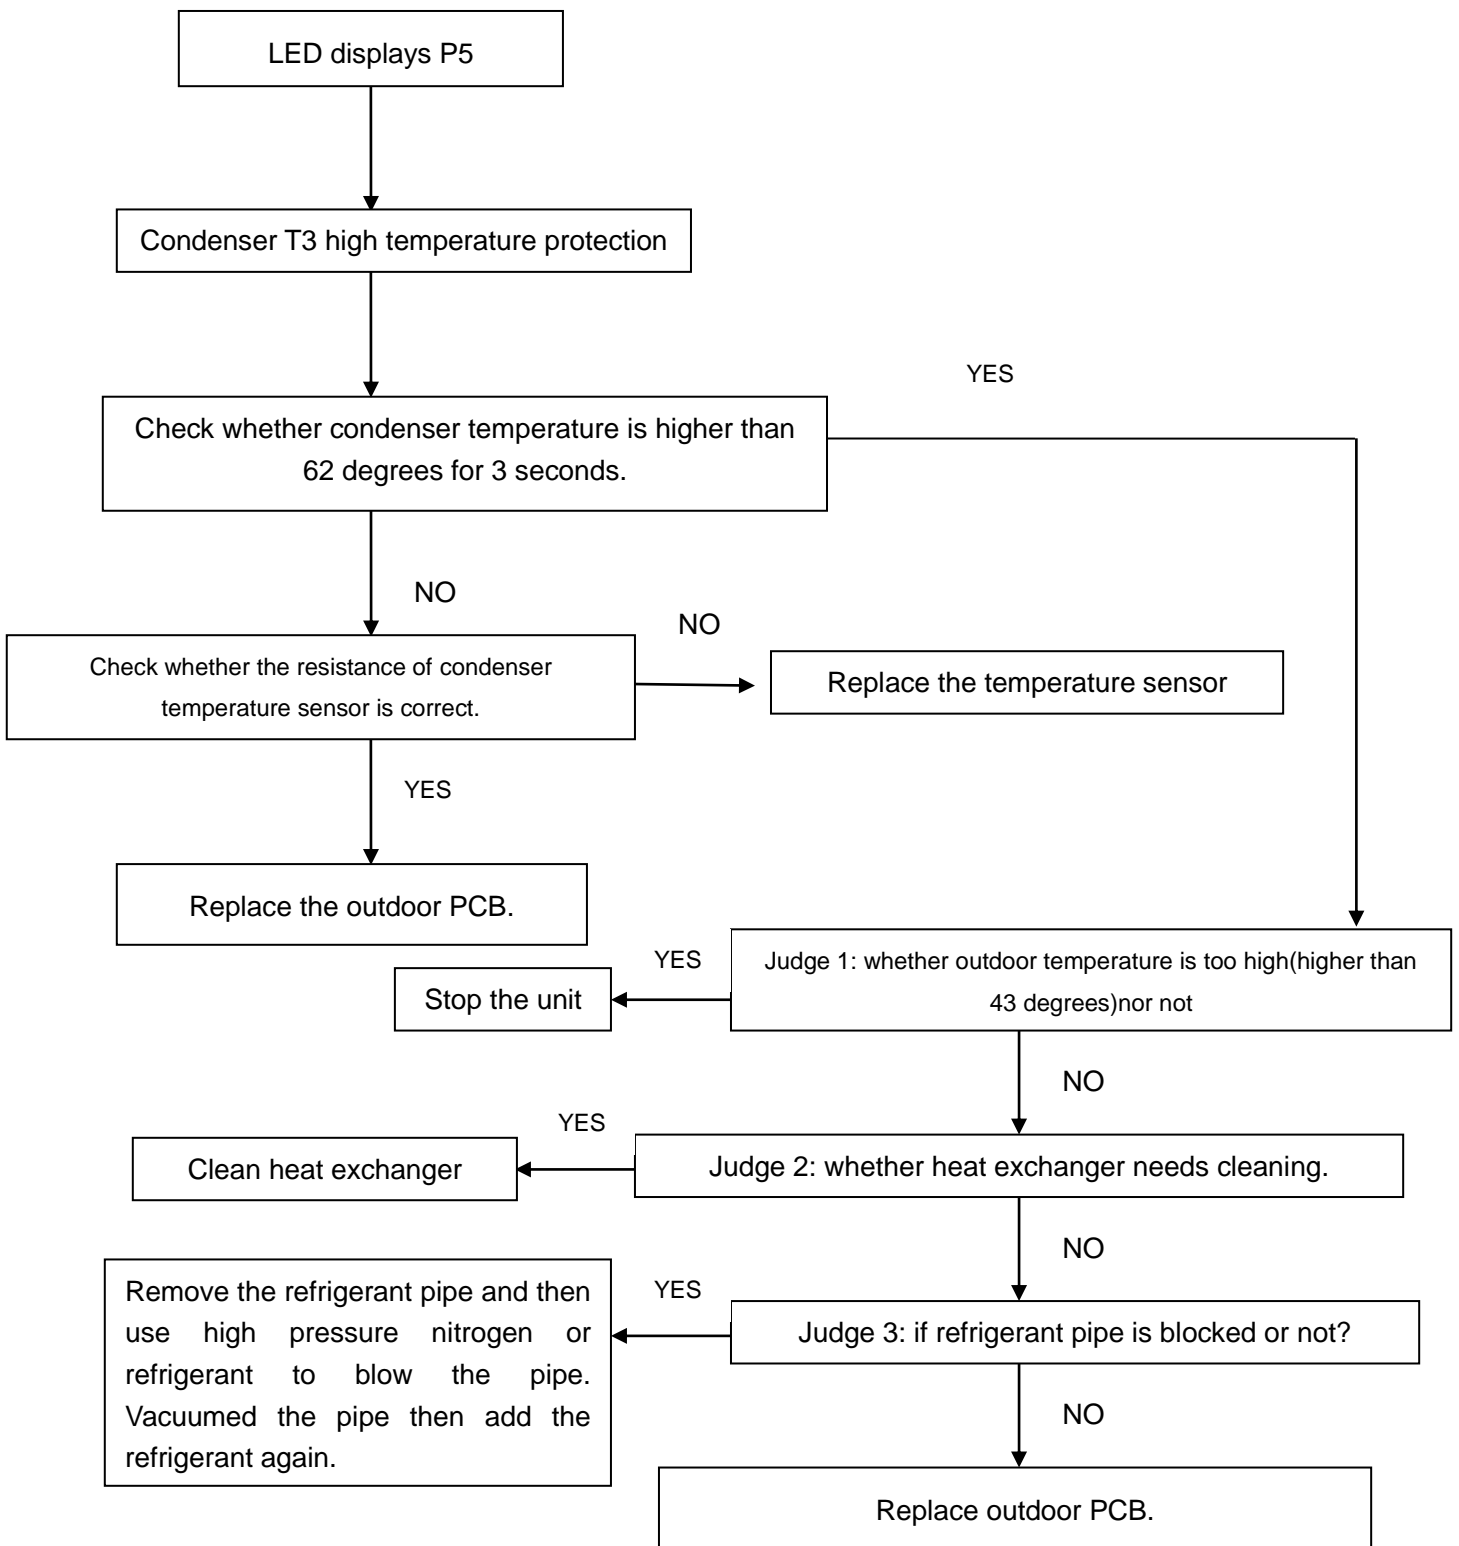 LED displays P5
Condenser T3 high temperature protection
YES
Check whether condenser temperature is higher than
62 degrees for 3 seconds.
NO
NO
Check whether the resistance of condenser
temperature sensor is correct.
Replace the temperature sensor
YES
Replace the outdoor PCB.
YES
Judge 1: whether outdoor temperature is too high(higher than
43 degrees)nor not
Stop the unit
NO
YES
Clean heat exchanger
Judge 2: whether heat exchanger needs cleaning.
NO
YES
Remove the refrigerant pipe and then
use high pressure nitrogen or
refrigerant to blow the pipe.
Vacuumed the pipe then add the
refrigerant again.
Judge 3: if refrigerant pipe is blocked or not?
NO
Replace outdoor PCB.